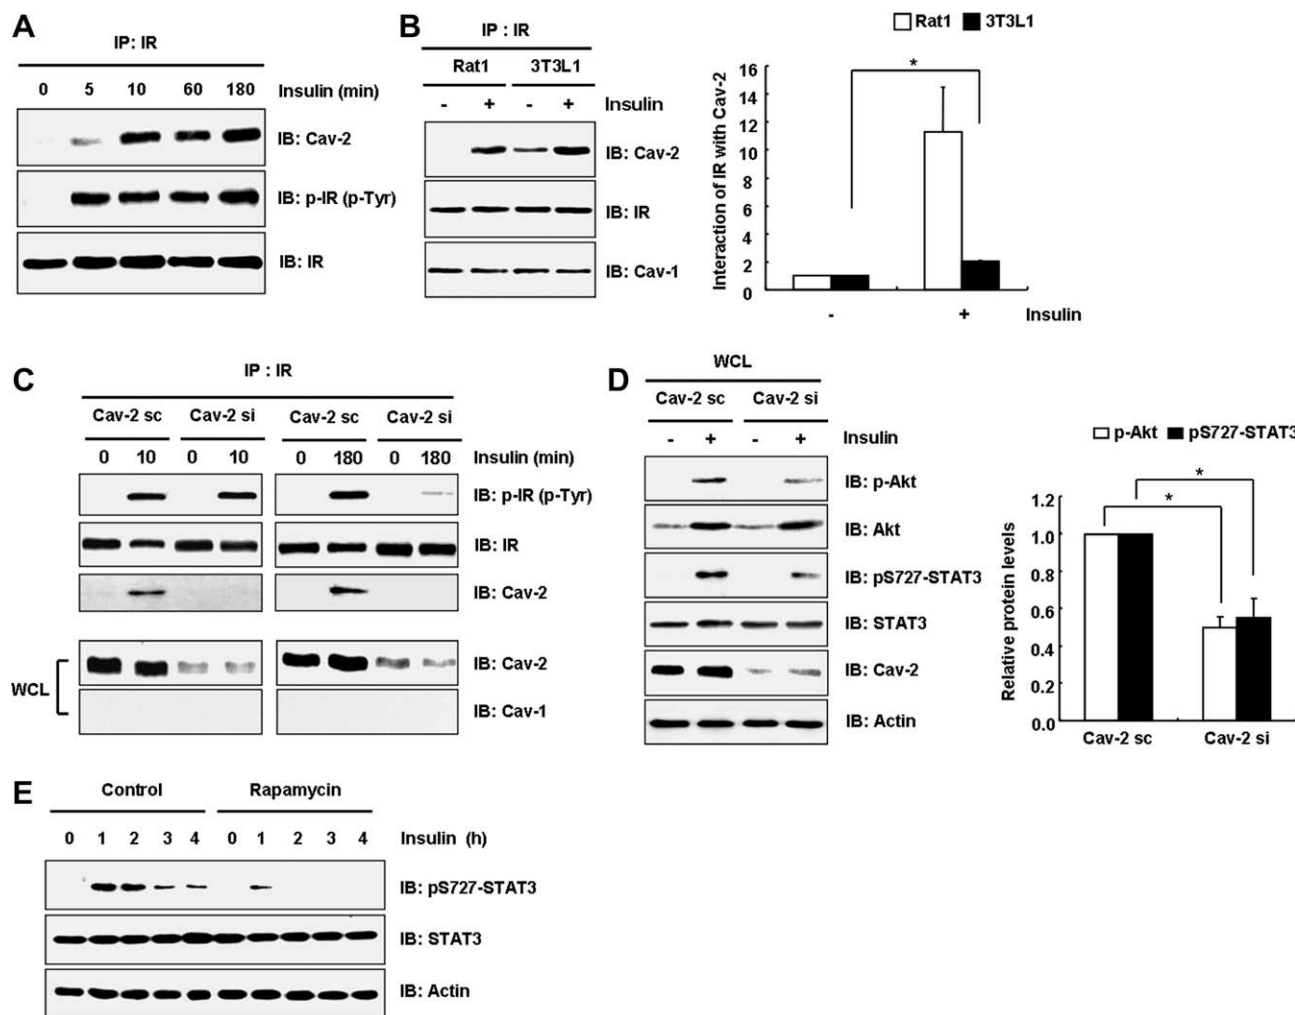 A
IP: IR
0 5 10 60 180 Insulin (min)
IB: Cav-2
IB: p-IR (p-Tyr)
IB: IR
B
IP : IR
Rat1 3T3L1
- + - + Insulin
IB: Cav-2
IB: IR
IB: Cav-1
Rat1 3T3L1
*
Interaction of IR with Cav-2
16
14
12
10
8
6
4
2
0
- + Insulin
C
IP : IR
Cav-2 sc Cav-2 si Cav-2 sc Cav-2 si
0 10 0 10 0 180 0 180 Insulin (min)
IB: p-IR (p-Tyr)
IB: IR
IB: Cav-2
WCL
IB: Cav-2
IB: Cav-1
D
WCL
Cav-2 sc Cav-2 si
- + - + Insulin
IB: p-Akt
IB: Akt
IB: pS727-STAT3
IB: STAT3
IB: Cav-2
IB: Actin
p-Akt pS727-STAT3
*
*
Relative protein levels
1.2
1.0
0.8
0.6
0.4
0.2
0.0
Cav-2 sc Cav-2 si
E
Control Rapamycin
0 1 2 3 4 0 1 2 3 4 Insulin (h)
IB: pS727-STAT3
IB: STAT3
IB: Actin